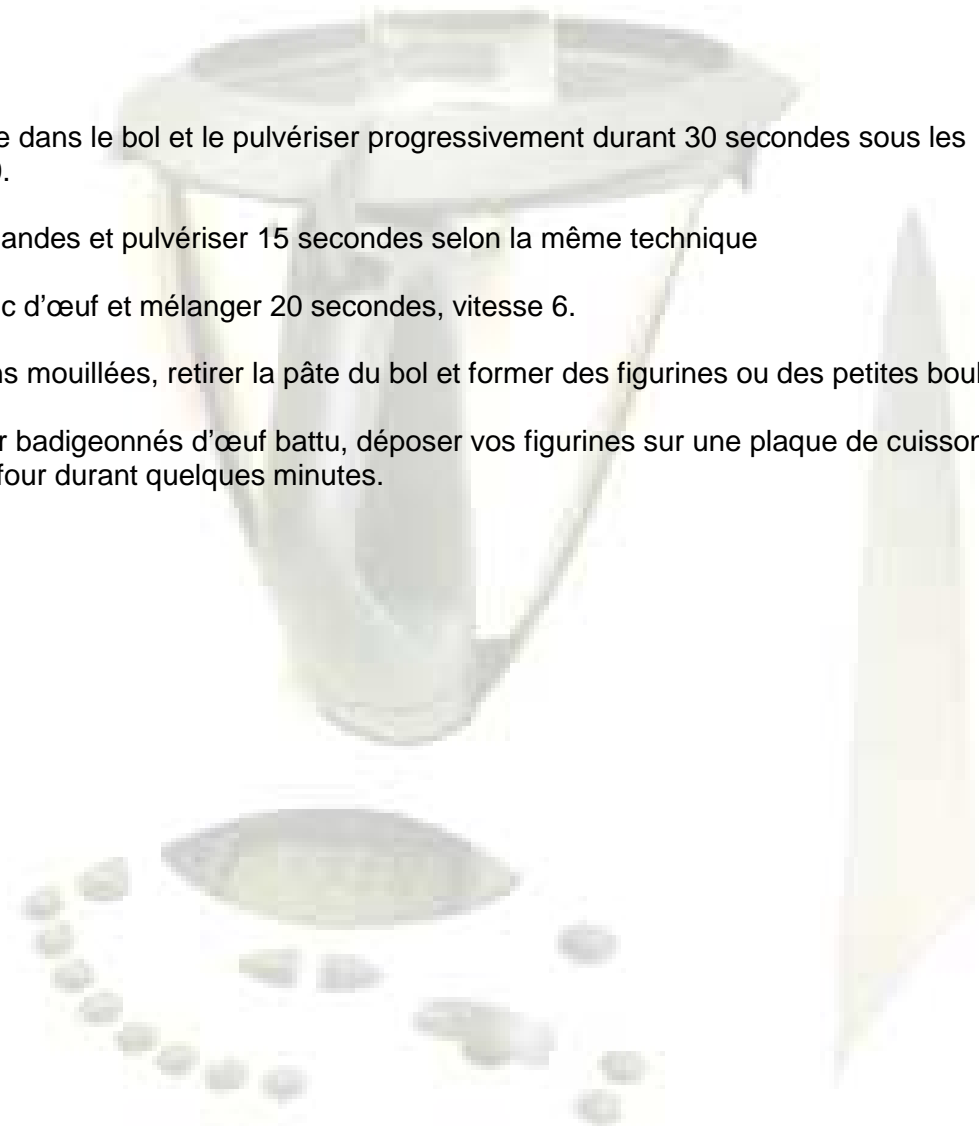 e dans le bol et le pulvériser progressivement durant 30 secondes sous les
.
andes et pulvériser 15 secondes selon la même technique
c d’œuf et mélanger 20 secondes, vitesse 6.
s mouillées, retirer la pâte du bol et former des figurines ou des petites boul
r badigeonnés d’œuf battu, déposer vos figurines sur une plaque de cuisson
four durant quelques minutes.